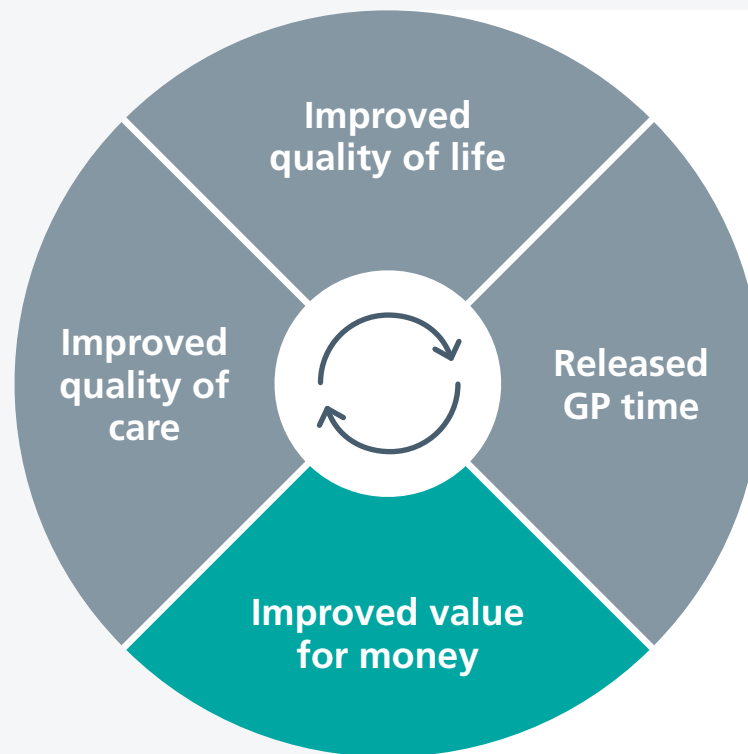 Improved
quality of life
Improved
quality of
care
Released
GP time
Improved value
for money